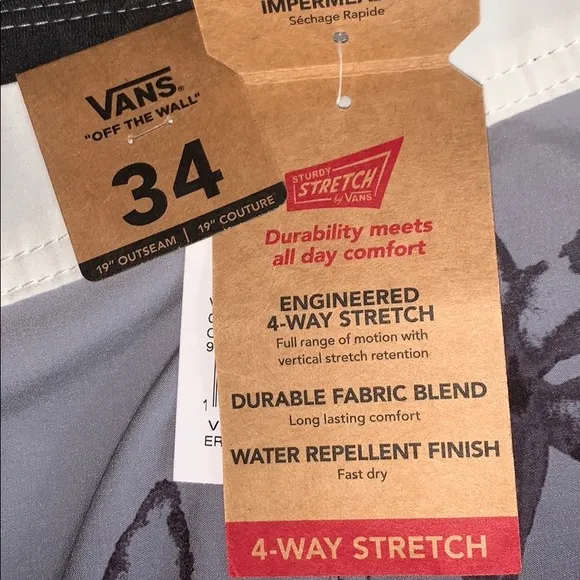 Séchage Rapide
VANS
"OFF THE WALL"
34
19" OUTSEAM | 19" COUTURE
STURDY
STRETCH
by VANS
Durability meets
all day comfort
ENGINEERED
4-WAY STRETCH
Full range of motion with
vertical stretch retention
DURABLE FABRIC BLEND
Long lasting comfort
WATER REPELLENT FINISH
Fast dry
4-WAY STRETCH